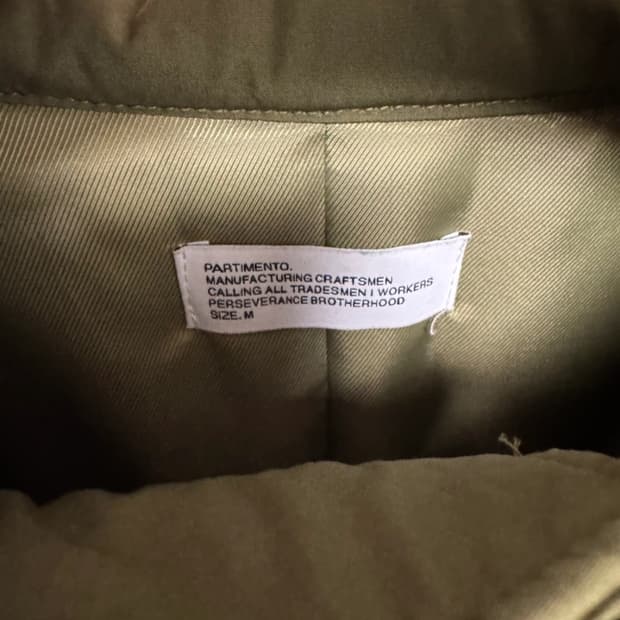 PARTIMENTO.
MANUFACTURING CRAFTSMEN
CALLING ALL TRADESMEN I WORKERS
PERSEVERANCE BROTHERHOOD
SIZE. M